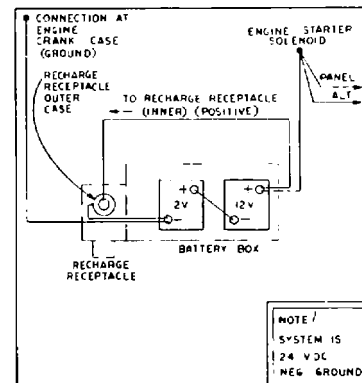 CONNECTION AT
ENGINE
CRANK CASE
(GROUND)
ENGINE STARTER
SOLENOID
PANEL
ALT.
RECHARGE
RECEPTACLE
OUTER
CASE
TO RECHARGE RECEPTACLE
(INNER) (POSITIVE)
+ +
2V 12V
- -
BATTERY BOX
RECHARGE
RECEPTACLE
NOTE
SYSTEM IS
24 VDC
NEG GROUND